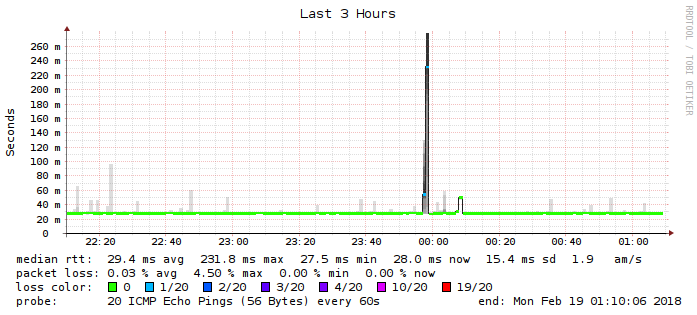 Last 3 Hours
RRDTOOL / TOBI OETIKER
Seconds
260 m
240 m
220 m
200 m
180 m
160 m
140 m
120 m
100 m
80 m
60 m
40 m
20 m
0
22:20 22:40 23:00 23:20 23:40 00:00 00:20 00:40 01:00
median rtt: 29.4 ms avg 231.8 ms max 27.5 ms min 28.0 ms now 15.4 ms sd 1.9 am/s
packet loss: 0.03 % avg 4.50 % max 0.00 % min 0.00 % now
loss color: 0 1/20 2/20 3/20 4/20 10/20 19/20
probe: 20 ICMP Echo Pings (56 Bytes) every 60s end: Mon Feb 19 01:10:06 2018